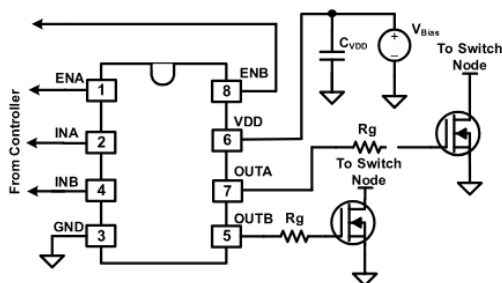 V_Bias
C_VDD
To Switch
Node
ENA
ENB
1
8
VDD
INA
2
6
Rg
OUTA
To Switch
Node
INB
4
7
GND
OUTB
Rg
3
5
From Controller